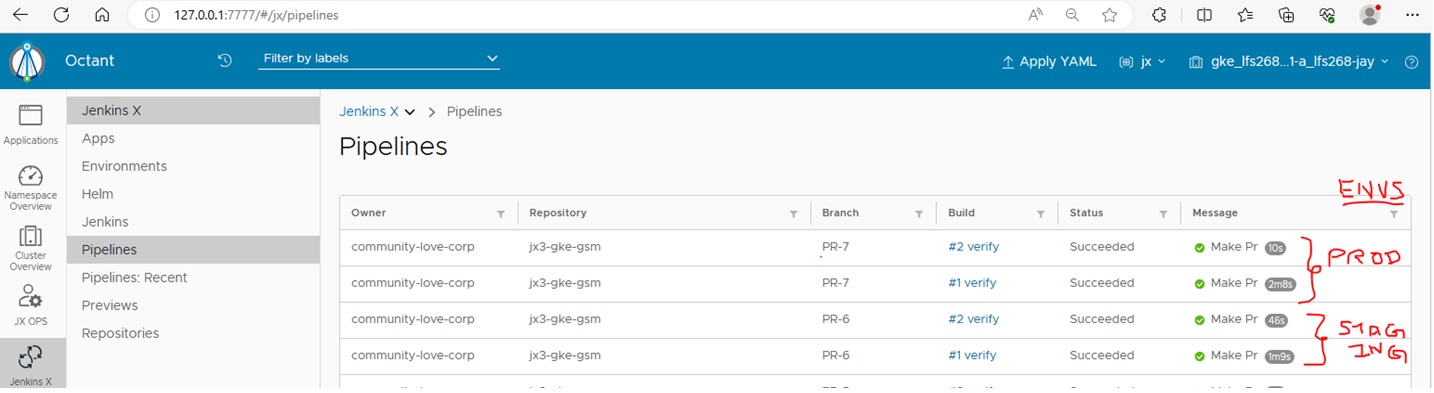 127.0.0.1:7777/#/jx/pipelines
Octant
Filter by labels
Apply YAML
jx
gke_lfs268...1-a_lfs268-jay
Applications
Namespace Overview
Cluster Overview
JX OPS
Jenkins X
Jenkins X
Apps
Environments
Helm
Jenkins
Pipelines
Pipelines: Recent
Previews
Repositories
Jenkins X > Pipelines
Pipelines
ENVS
Owner Repository Branch Build Status Message
community-love-corp jx3-gke-gsm PR-7 #2 verify Succeeded Make Pr 10s
community-love-corp jx3-gke-gsm PR-7 #1 verify Succeeded Make Pr 2m8s
PROD
community-love-corp jx3-gke-gsm PR-6 #2 verify Succeeded Make Pr 46s
community-love-corp jx3-gke-gsm PR-6 #1 verify Succeeded Make Pr 1m9s
STAG
ING